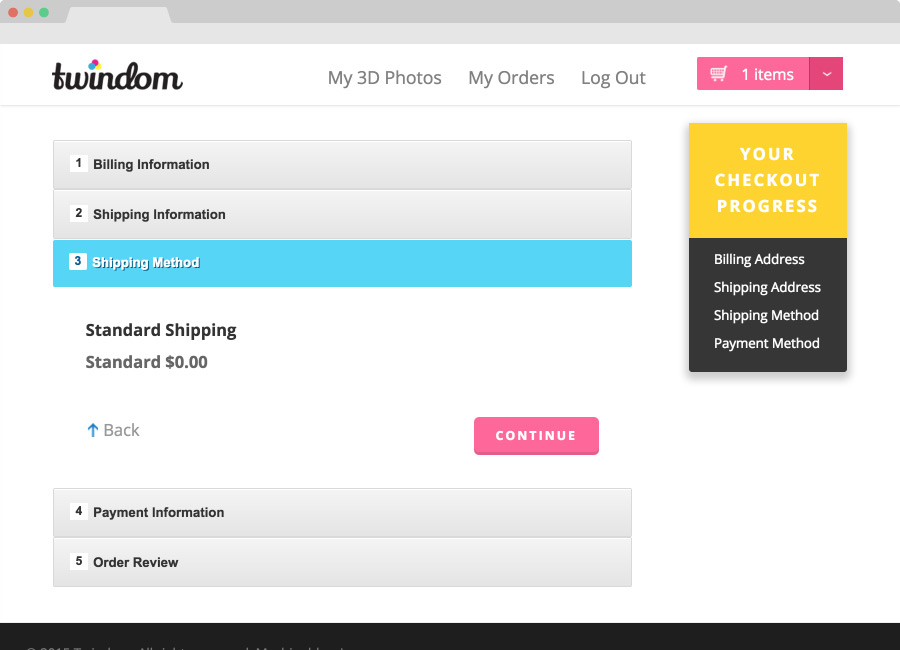 twindom
My 3D Photos
My Orders
Log Out
1 items
1 Billing Information
2 Shipping Information
3 Shipping Method
Standard Shipping
Standard $0.00
Back
CONTINUE
4 Payment Information
5 Order Review
YOUR
CHECKOUT
PROGRESS
Billing Address
Shipping Address
Shipping Method
Payment Method